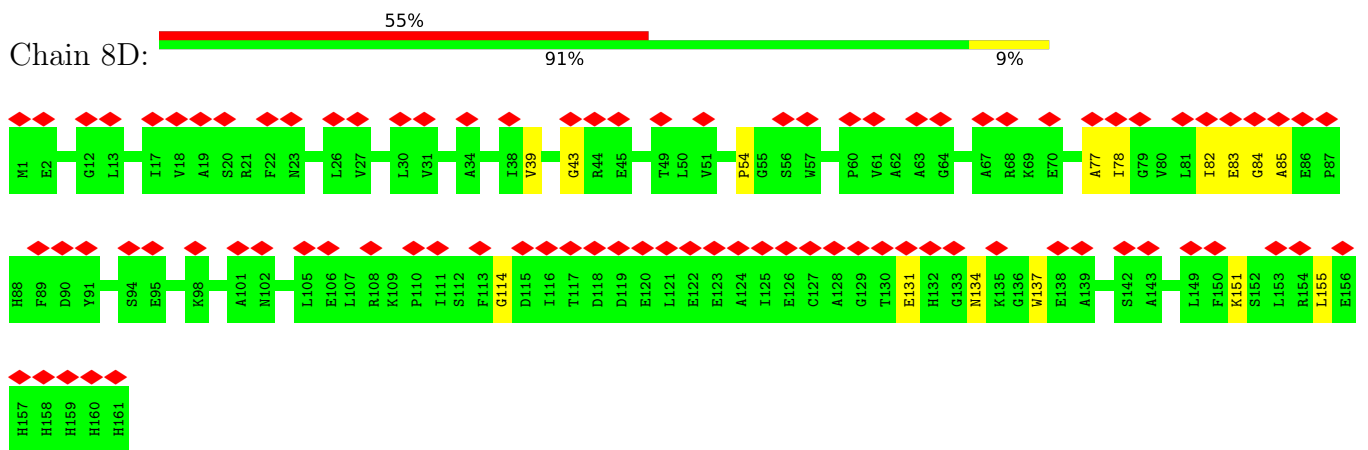 55%
Chain 8D:
91% 9%
M1 E2 G12 L13 I17 V18 A19 S20 R21 F22 N23 L26 V27 L30 V31 A34 I38 V39 G43 R44 E45 T49 L50 V51 P54 G55 S56 W57 P60 V61 A62 A63 G64 A67 R68 K69 E70 A77 I78 G79 V80 L81 I82 E83 G84 A85 E86 P87
H88 F89 D90 Y91 S94 E95 K98 A101 N102 L105 E106 L107 R108 K109 P110 I111 S112 F113 G114 D115 I116 T117 D118 D119 E120 L121 E122 E123 A124 I125 E126 C127 A128 G129 T130 E131 H132 G133 N134 K135 G136 W137 E138 A139 S142 A143 L149 F150 K151 S152 L153 R154 L155 E156
H157 H158 H159 H160 H161